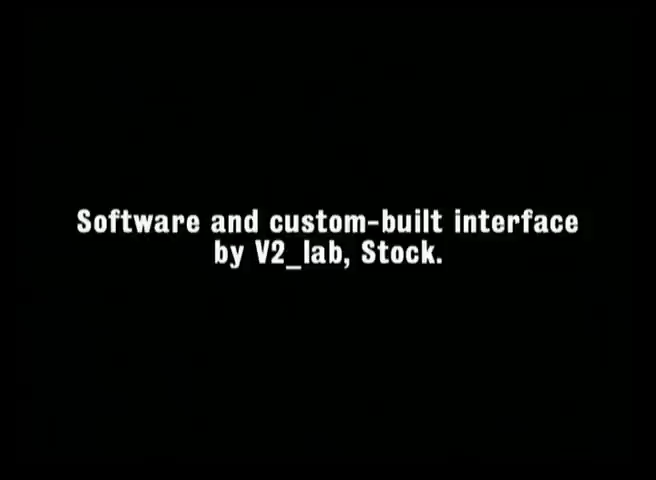 Software and custom-built interface
by V2_lab, Stock.